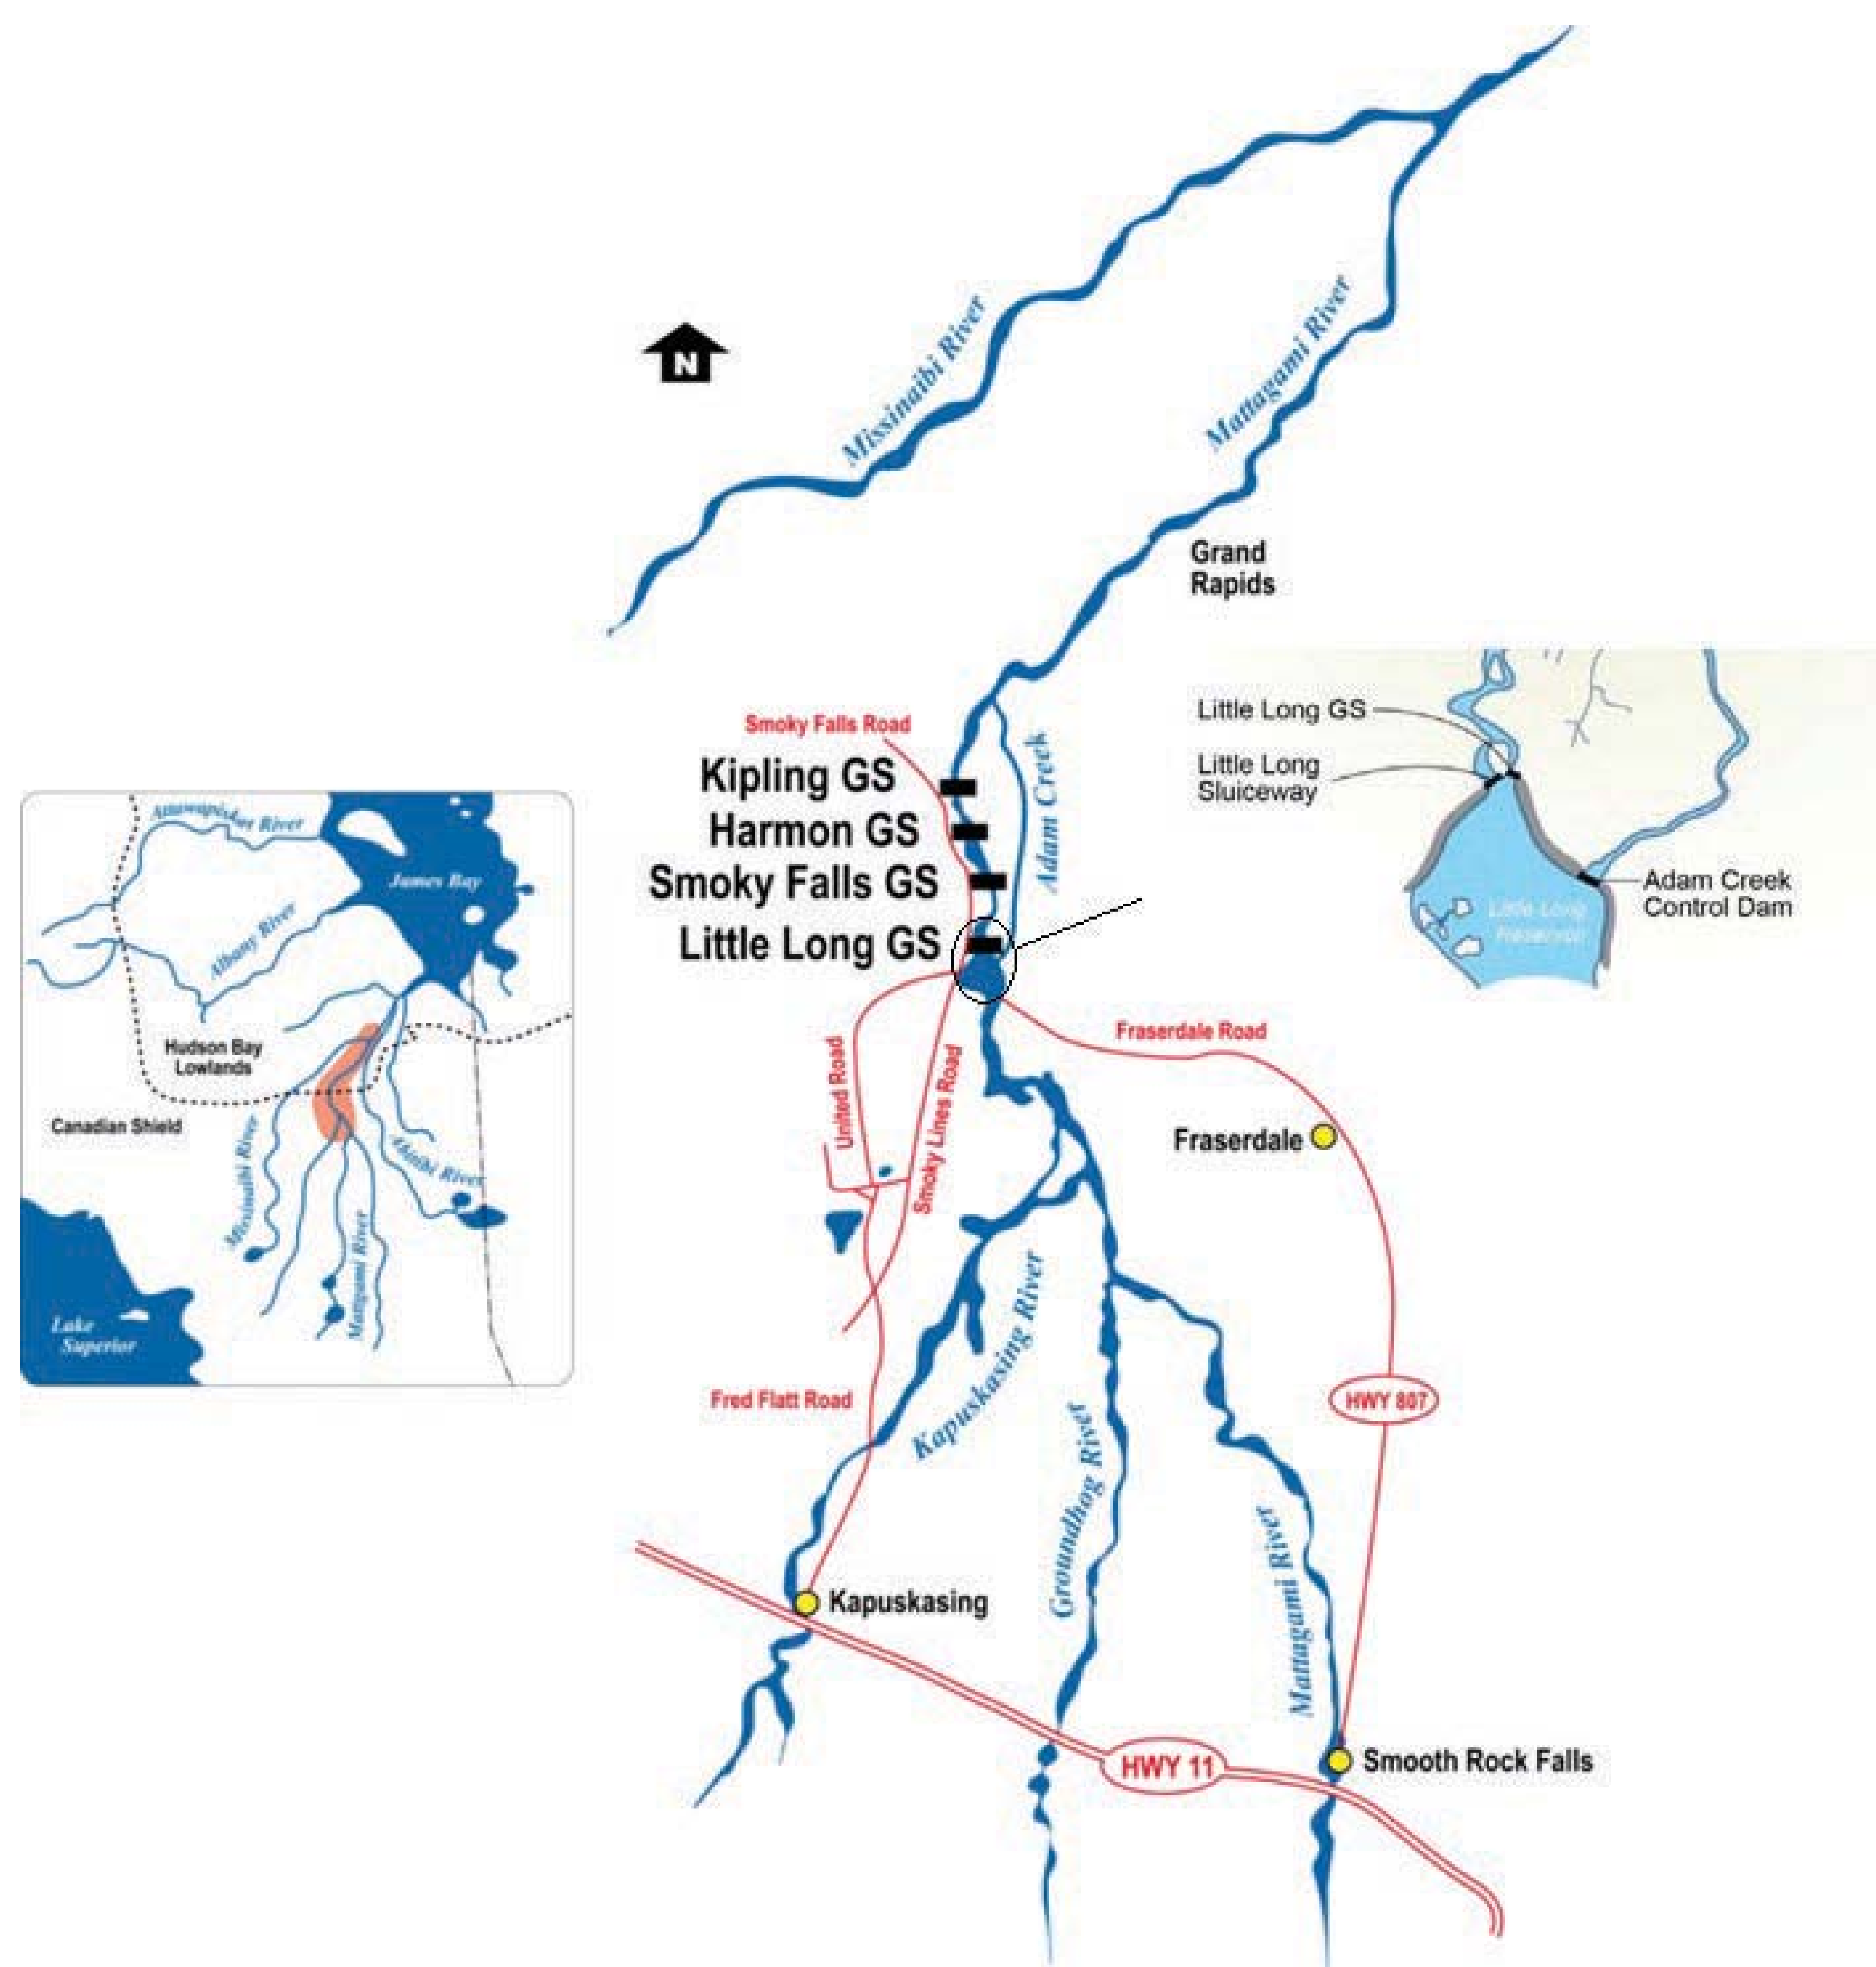 Missinaibi River
Mattagami River
N
Grand
Rapids
Smoky Falls Road
Kipling GS
Harmon GS
Smoky Falls GS
Little Long GS
Adam Creek
Little Long GS
Little Long
Sluiceway
Adam Creek
Control Dam
Little Long
Reservoir
Attawapiskat River
James Bay
Albany River
Hudson Bay
Lowlands
Canadian Shield
Missinaibi River
Abitibi River
Mattagami River
Lake
Superior
United Road
Smoky Lines Road
Fraserdale Road
Fraserdale
Kapuskasing River
Fred Flatt Road
HWY 807
Groundhog River
Mattagami River
Kapuskasing
HWY 11
Smooth Rock Falls